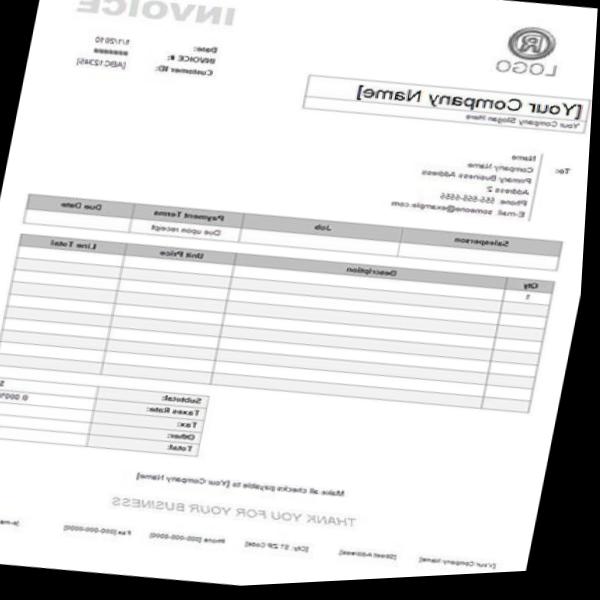 INVOICE
LOGO
Date: 1/1/2010
INVOICE #: #######
Customer ID: [ABC12345]
[Your Company Name]
Your Company Slogan Here
To: Name
Company Name
Primary Business Address
Address 2
Phone: 555-555-5555
E-mail: someone@example.com
Salesperson Job Payment Terms Due Date
Due upon receipt
Qty Description Unit Price Line Total
1
Subtotal: $
Taxes Rate:
Tax:
Other:
Total:
Make all checks payable to [Your Company Name]
THANK YOU FOR YOUR BUSINESS
[Your Company Name] [Street Address] [City, ST ZIP Code] Phone [000-000-0000] Fax [000-000-0000]